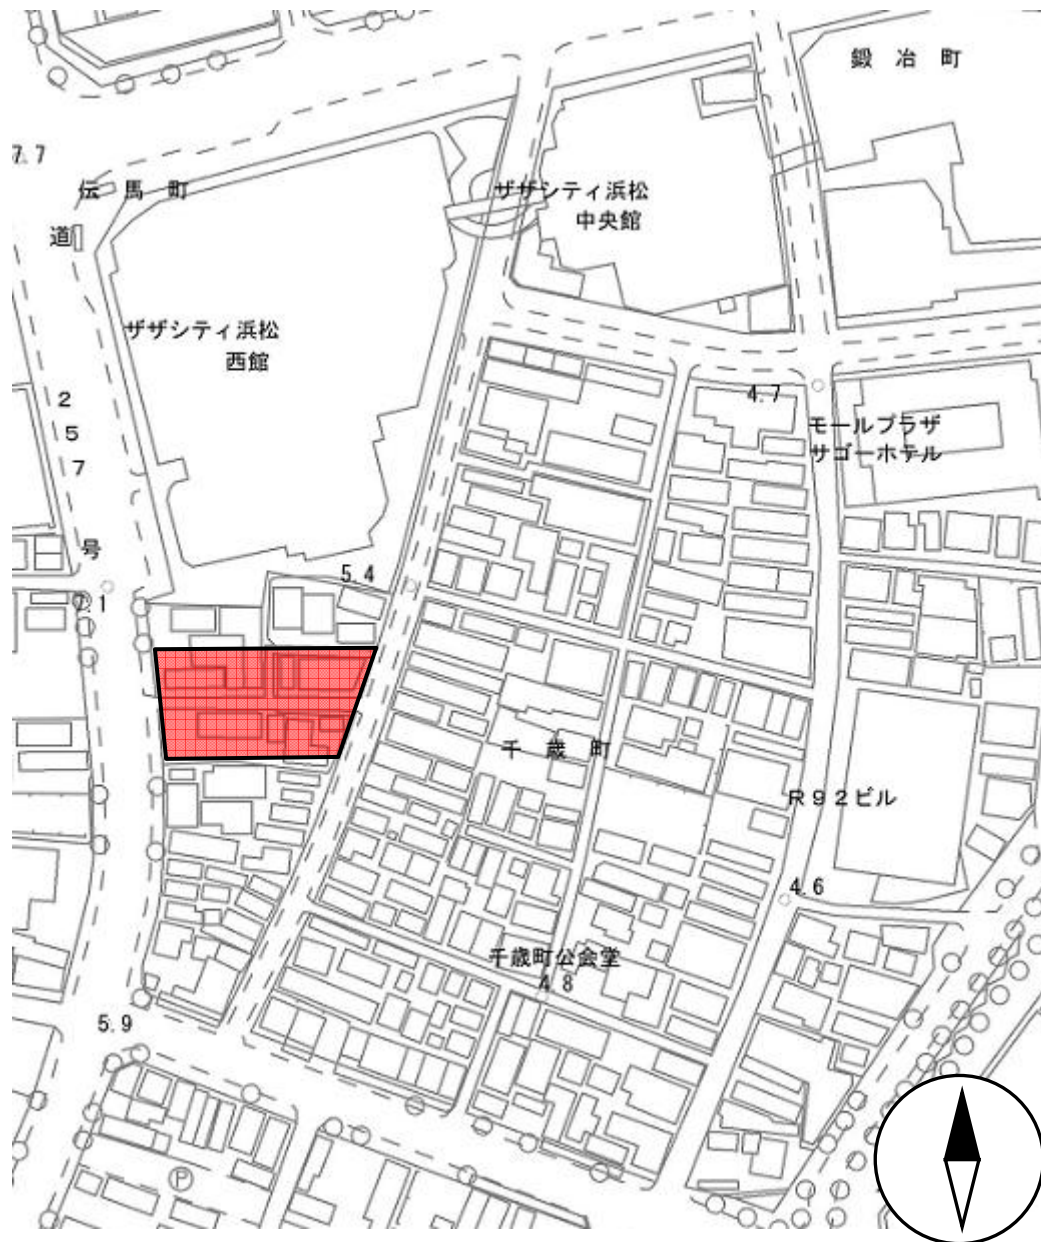 鍛冶町
7.7
伝馬町
ザザシティ浜松
中央館
道
ザザシティ浜松
西館
2
5
7
号
4.7
モールプラザ
サゴーホテル
5.4
7.1
千歳町
R92ビル
4.6
千歳町公会堂
4.8
5.9
P